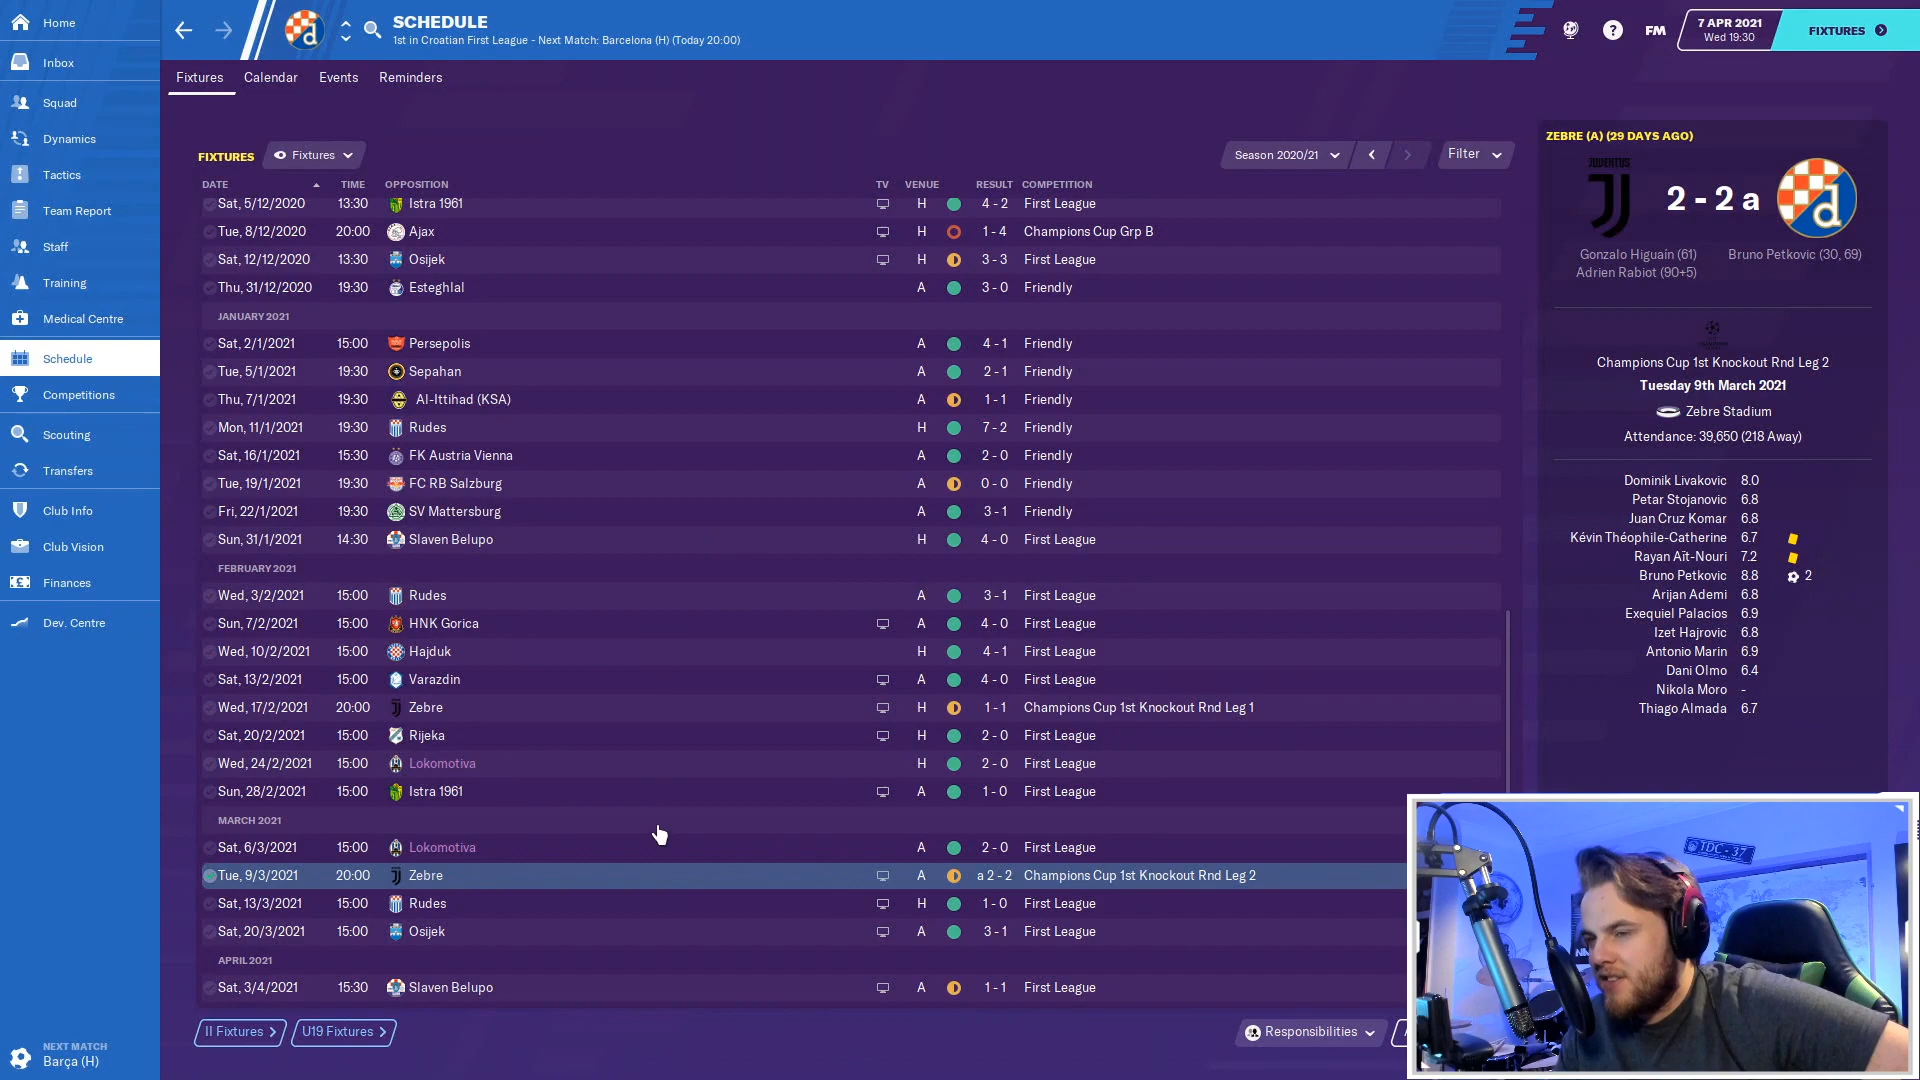 Home
Inbox
Squad
Dynamics
Tactics
Team Report
Staff
Training
Medical Centre
Schedule
Competitions
Scouting
Transfers
Club Info
Club Vision
Finances
Dev. Centre
NEXT MATCH
Barça (H)
SCHEDULE
1st in Croatian First League - Next Match: Barcelona (H) (Today 20:00)
FM
7 APR 2021
Wed 19:30
FIXTURES
Fixtures Calendar Events Reminders
FIXTURES Fixtures Season 2020/21 Filter
DATE TIME OPPOSITION TV VENUE RESULT COMPETITION
Sat, 5/12/2020 13:30 Istra 1961 H 4 - 2 First League
Tue, 8/12/2020 20:00 Ajax H 1 - 4 Champions Cup Grp B
Sat, 12/12/2020 13:30 Osijek H 3 - 3 First League
Thu, 31/12/2020 19:30 Esteghlal A 3 - 0 Friendly
JANUARY 2021
Sat, 2/1/2021 15:00 Persepolis A 4 - 1 Friendly
Tue, 5/1/2021 19:30 Sepahan A 2 - 1 Friendly
Thu, 7/1/2021 19:30 Al-Ittihad (KSA) A 1 - 1 Friendly
Mon, 11/1/2021 19:30 Rudes H 7 - 2 Friendly
Sat, 16/1/2021 15:30 FK Austria Vienna A 2 - 0 Friendly
Tue, 19/1/2021 19:30 FC RB Salzburg A 0 - 0 Friendly
Fri, 22/1/2021 19:30 SV Mattersburg A 3 - 1 Friendly
Sun, 31/1/2021 14:30 Slaven Belupo H 4 - 0 First League
FEBRUARY 2021
Wed, 3/2/2021 15:00 Rudes A 3 - 1 First League
Sun, 7/2/2021 15:00 HNK Gorica A 4 - 0 First League
Wed, 10/2/2021 15:00 Hajduk H 4 - 1 First League
Sat, 13/2/2021 15:00 Varazdin A 4 - 0 First League
Wed, 17/2/2021 20:00 Zebre H 1 - 1 Champions Cup 1st Knockout Rnd Leg 1
Sat, 20/2/2021 15:00 Rijeka H 2 - 0 First League
Wed, 24/2/2021 15:00 Lokomotiva H 2 - 0 First League
Sun, 28/2/2021 15:00 Istra 1961 A 1 - 0 First League
MARCH 2021
Sat, 6/3/2021 15:00 Lokomotiva A 2 - 0 First League
Tue, 9/3/2021 20:00 Zebre A a 2 - 2 Champions Cup 1st Knockout Rnd Leg 2
Sat, 13/3/2021 15:00 Rudes H 1 - 0 First League
Sat, 20/3/2021 15:00 Osijek A 3 - 1 First League
APRIL 2021
Sat, 3/4/2021 15:30 Slaven Belupo A 1 - 1 First League
II Fixtures U19 Fixtures Responsibilities
ZEBRE (A) (29 DAYS AGO)
JUVENTUS
2 - 2 a
Gonzalo Higuaín (61) Bruno Petkovic (30, 69)
Adrien Rabiot (90+5)
Champions Cup 1st Knockout Rnd Leg 2
Tuesday 9th March 2021
Zebre Stadium
Attendance: 39,650 (218 Away)
Dominik Livakovic 8.0
Petar Stojanovic 6.8
Juan Cruz Komar 6.8
Kévin Théophile-Catherine 6.7
Rayan Aït-Nouri 7.2
Bruno Petkovic 8.8 2
Arijan Ademi 6.8
Exequiel Palacios 6.9
Izet Hajrovic 6.8
Antonio Marin 6.9
Dani Olmo 6.4
Nikola Moro -
Thiago Almada 6.7
TDC - 37